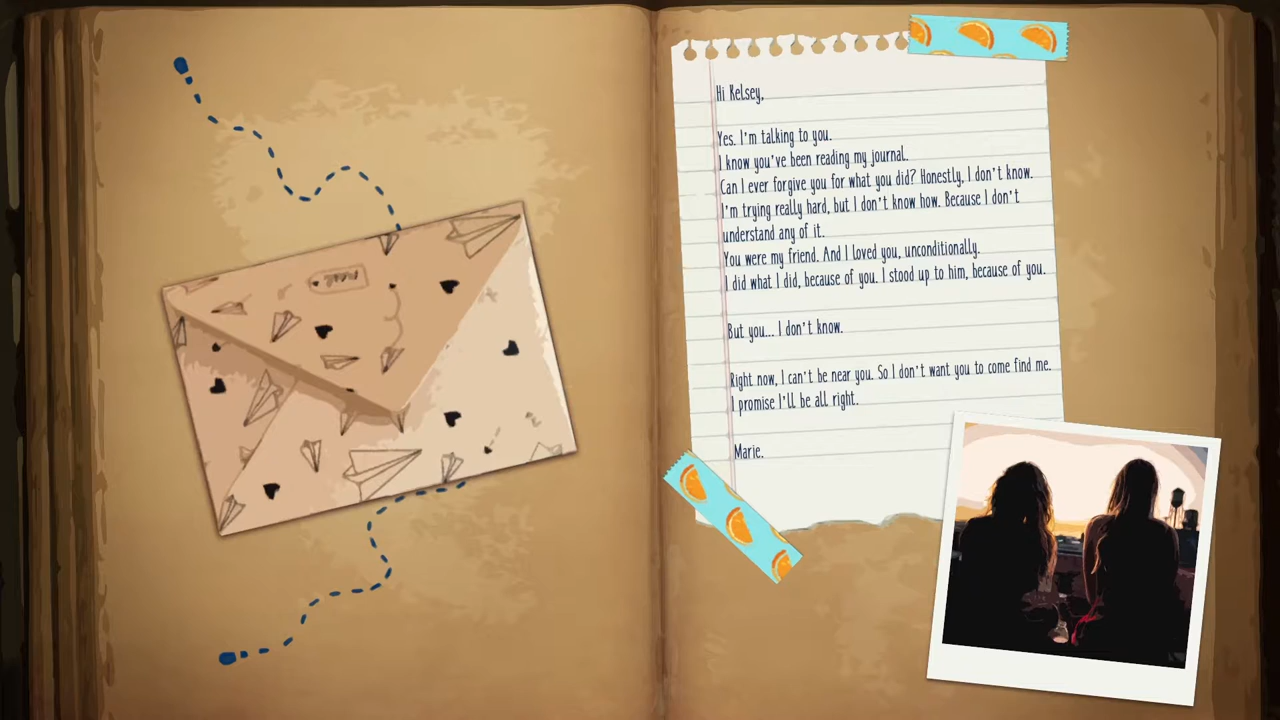 Hi Kelsey,
Yes. I'm talking to you.
I know you've been reading my journal.
Can I ever forgive you for what you did? Honestly, I don't know.
I'm trying really hard, but I don't know how. Because I don't
understand any of it.
You were my friend. And I loved you, unconditionally.
I did what I did, because of you. I stood up to him, because of you.
But you... I don't know.
Right now, I can't be near you. So I don't want you to come find me.
I promise I'll be all right.
Marie.